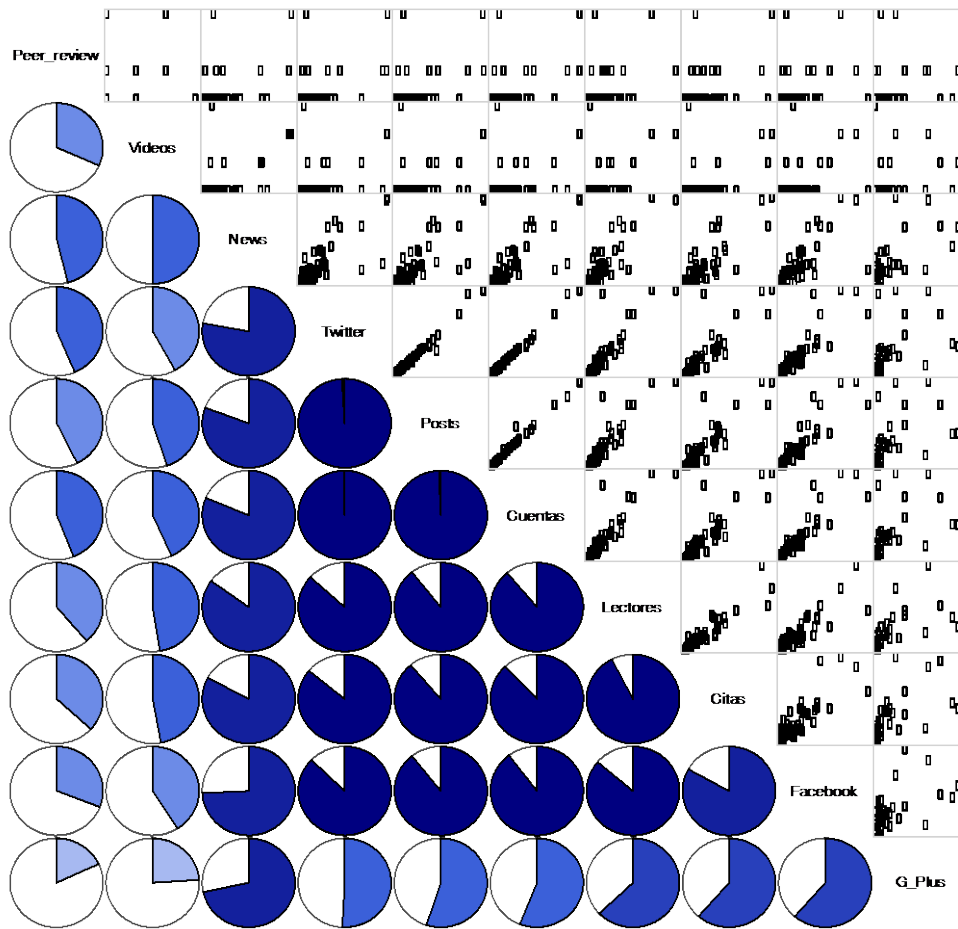 Peer_review
Videos
News
Twitter
Posts
Cuentas
Lectores
Citas
Facebook
G_Plus